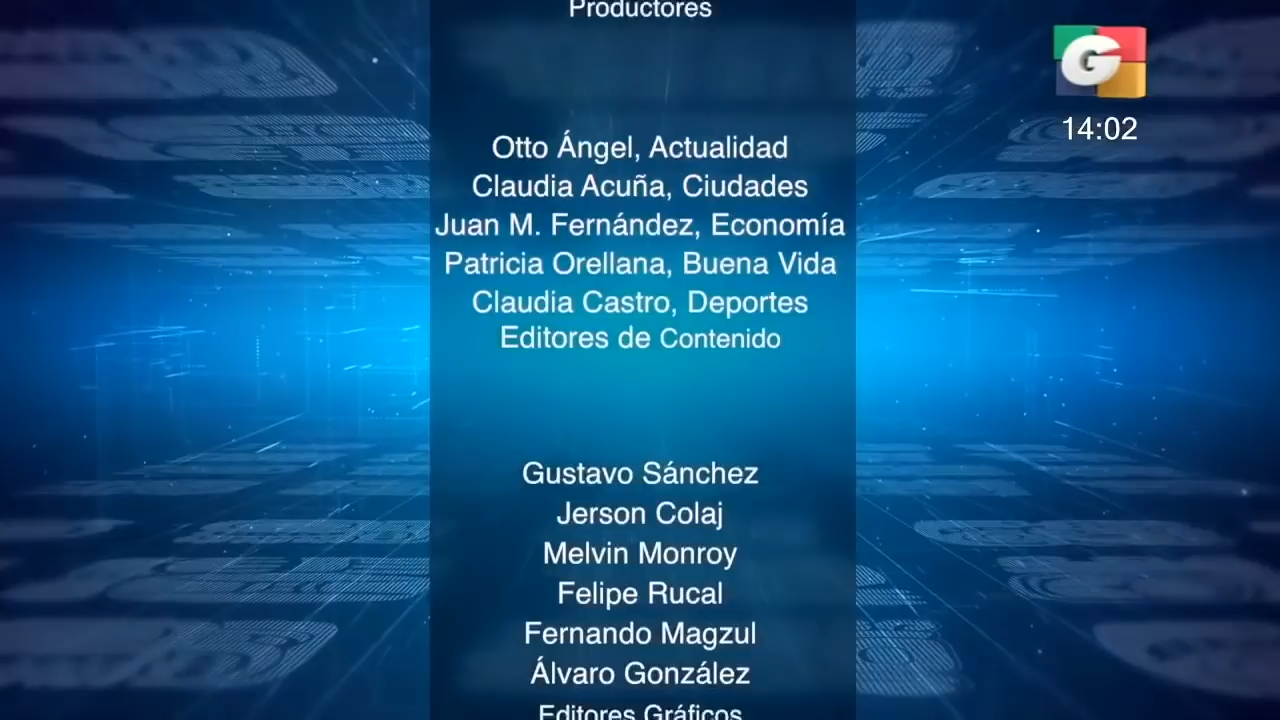 Productores
G
14:02
Otto Ángel, Actualidad
Claudia Acuña, Ciudades
Juan M. Fernández, Economía
Patricia Orellana, Buena Vida
Claudia Castro, Deportes
Editores de Contenido
Gustavo Sánchez
Jerson Colaj
Melvin Monroy
Felipe Rucal
Fernando Magzul
Álvaro González
Editores Gráficos